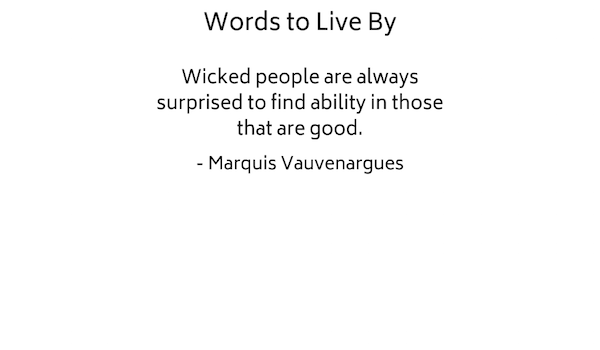 Words to Live By
Wicked people are always
surprised to find ability in those
that are good.
- Marquis Vauvenargues